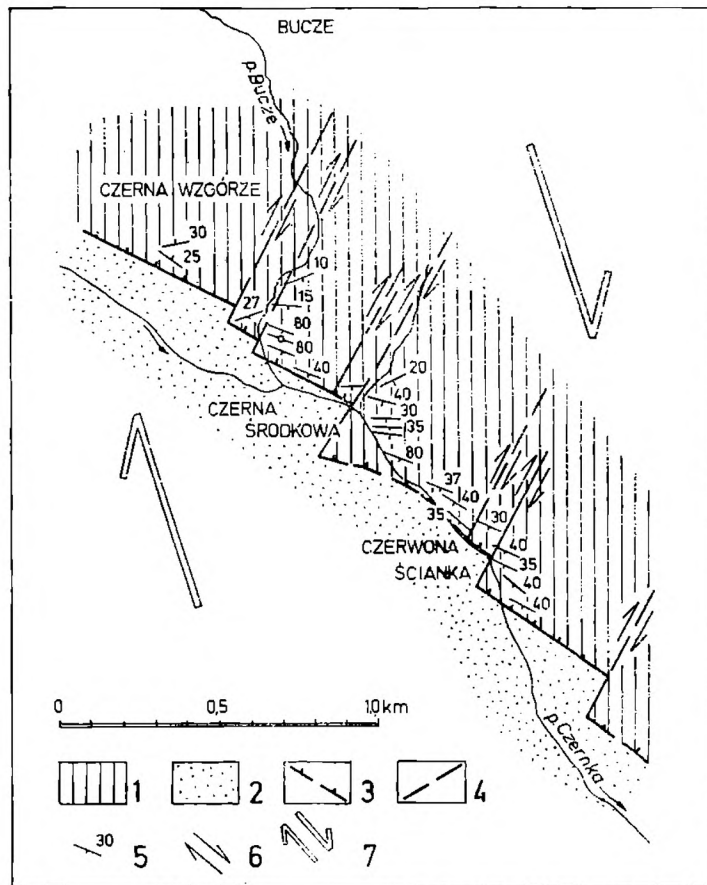 BUCZE
p.Bucze
CZERNA WZGÓRZE
30
25
10
15
27
80
80
40
20
40
30
35
80
CZERNA
ŚRODKOWA
37
40
35
30
CZERWONA
ŚCIANKA
40
35
40
40
0 0,5 1,0 km
p.Czernka
1 2 3 4
30
5 6 7